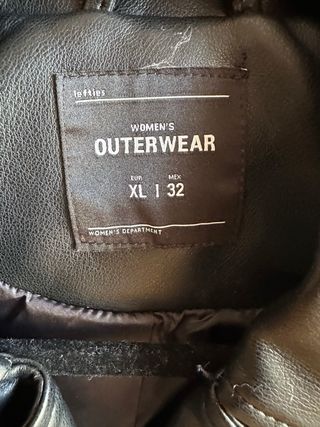 lefties
WOMEN'S
OUTERWEAR
EUR MEX
XL | 32
WOMEN'S DEPARTMENT